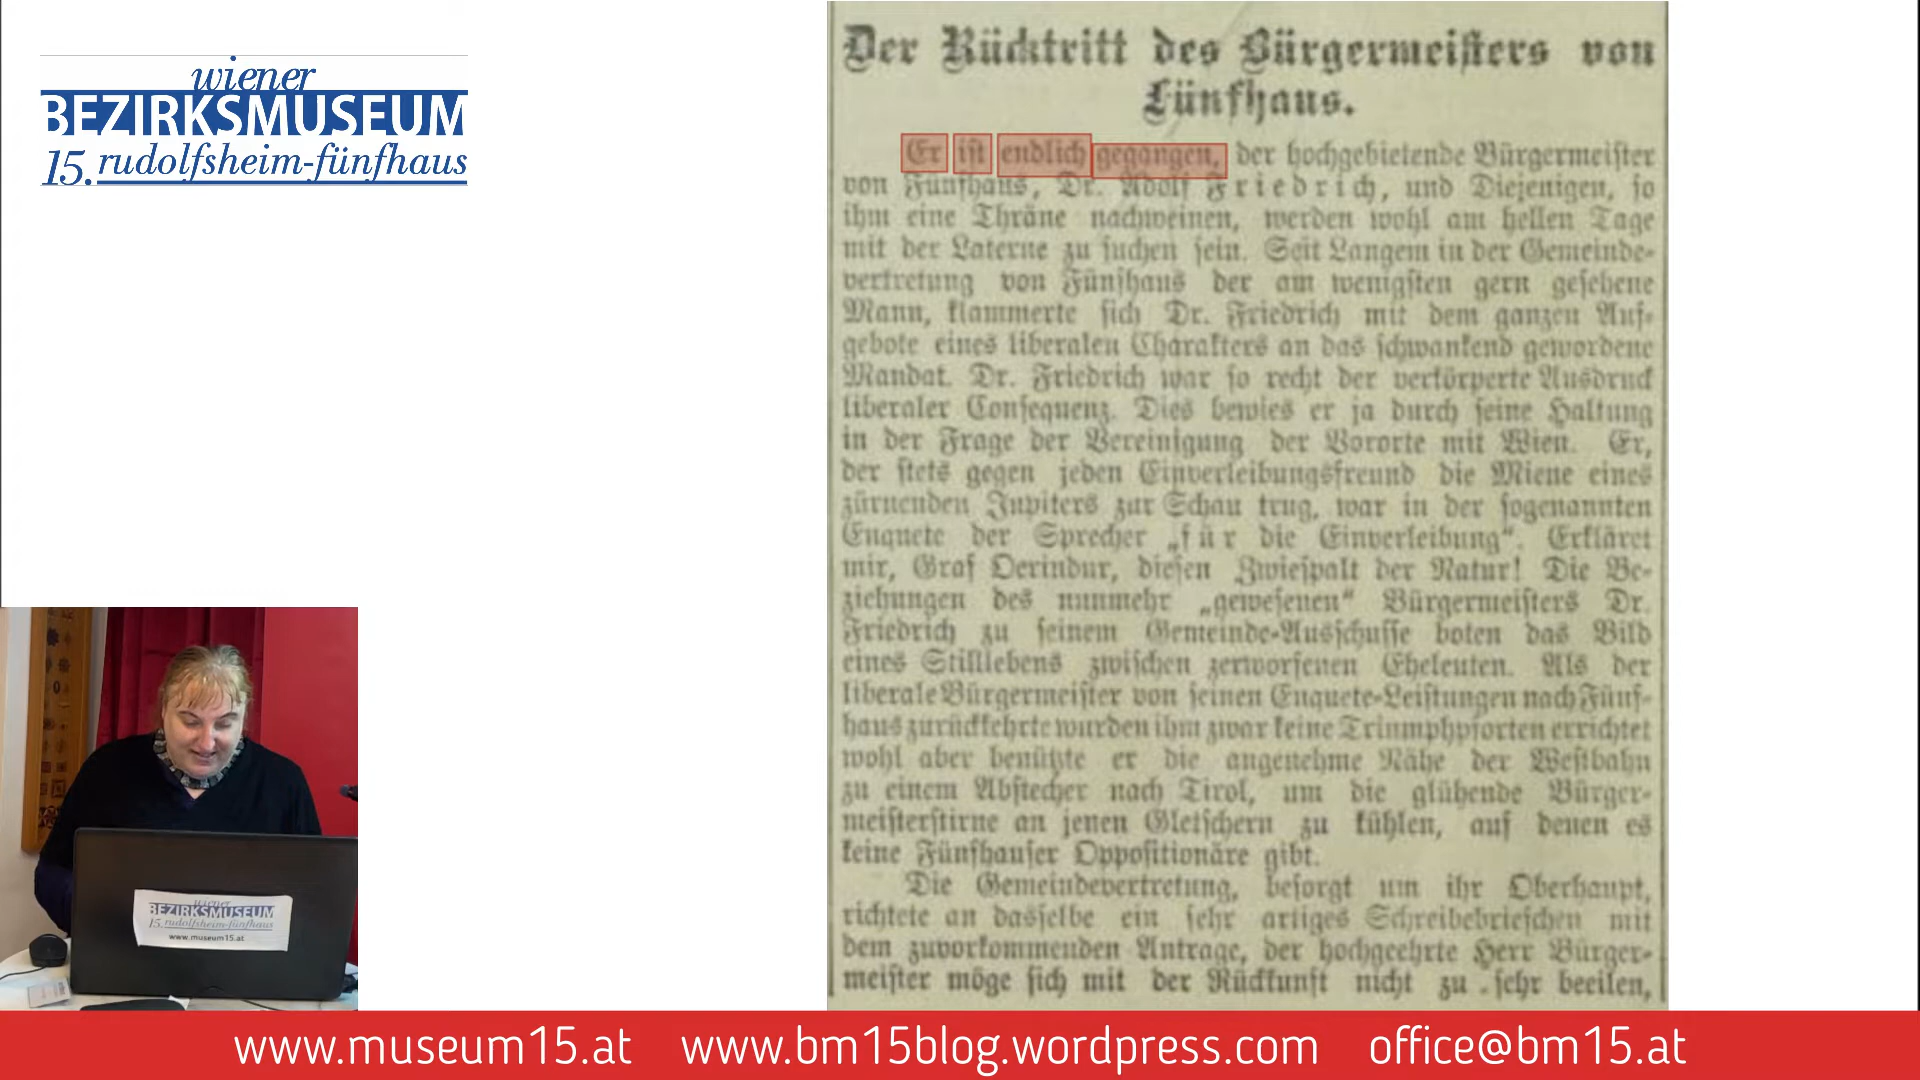 wiener
BEZIRKSMUSEUM
15. rudolfsheim-fünfhaus
Der Rücktritt des Bürgermeisters von
Fünfhaus.
Er ist endlich gegangen, der hochgebietende Bürgermeister
von Fünfhaus, Dr. Adolf Friedrich, und Diejenigen, so
ihm eine Thräne nachweinen, werden wohl am hellen Tage
mit der Laterne zu suchen sein. Seit Langem in der Gemeinde-
vertretung von Fünfhaus der am wenigsten gern gesehene
Mann, klammerte sich Dr. Friedrich mit dem ganzen Auf-
gebote eines liberalen Charakters an das schwankend gewordene
Mandat. Dr. Friedrich war so recht der verkörperte Ausdruck
liberaler Consequenz. Dies bewies er ja durch seine Haltung
in der Frage der Vereinigung der Vororte mit Wien. Er,
der stets gegen jeden Einverleibungsfreund die Miene eines
zürnenden Jupiters zur Schau trug, war in der sogenannten
Enquete der Sprecher „für die Einverleibung“. Erkläret
mir, Graf Oerindur, diesen Zwiespalt der Natur! Die Be-
ziehungen des nunmehr „gewesenen“ Bürgermeisters Dr.
Friedrich zu seinem Gemeinde-Ausschusse boten das Bild
eines Stilllebens zwischen zerworfenen Eheleuten. Als der
liberale Bürgermeister von seinen Enquete-Leistungen nach Fünf-
haus zurückkehrte wurden ihm zwar keine Triumphpforten errichtet
wohl aber benützte er die angenehme Nähe der Westbahn
zu einem Abstecher nach Tirol, um die glühende Bürger-
meisterstirne an jenen Gletschern zu kühlen, auf denen es
keine Fünfhauser Oppositionäre gibt.
Die Gemeindevertretung, besorgt um ihr Oberhaupt,
richtete an dasselbe ein sehr artiges Schreibebriefchen mit
dem zuvorkommenden Antrage, der hochgeehrte Herr Bürger-
meister möge sich mit der Rückkunft nicht zu sehr beeilen,
wiener
BEZIRKSMUSEUM
15. rudolfsheim-fünfhaus
www.museum15.at
www.museum15.at www.bm15blog.wordpress.com office@bm15.at